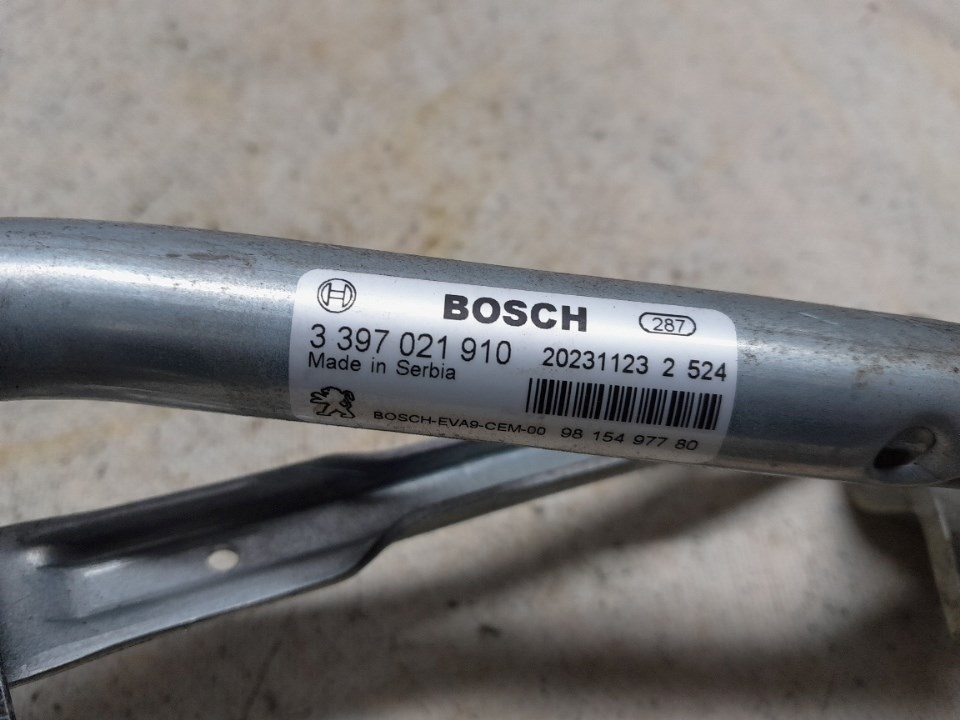 BOSCH 287
3 397 021 910 20231123 2 524
Made in Serbia
BOSCH-EVA9-CEM-00 98 154 977 80